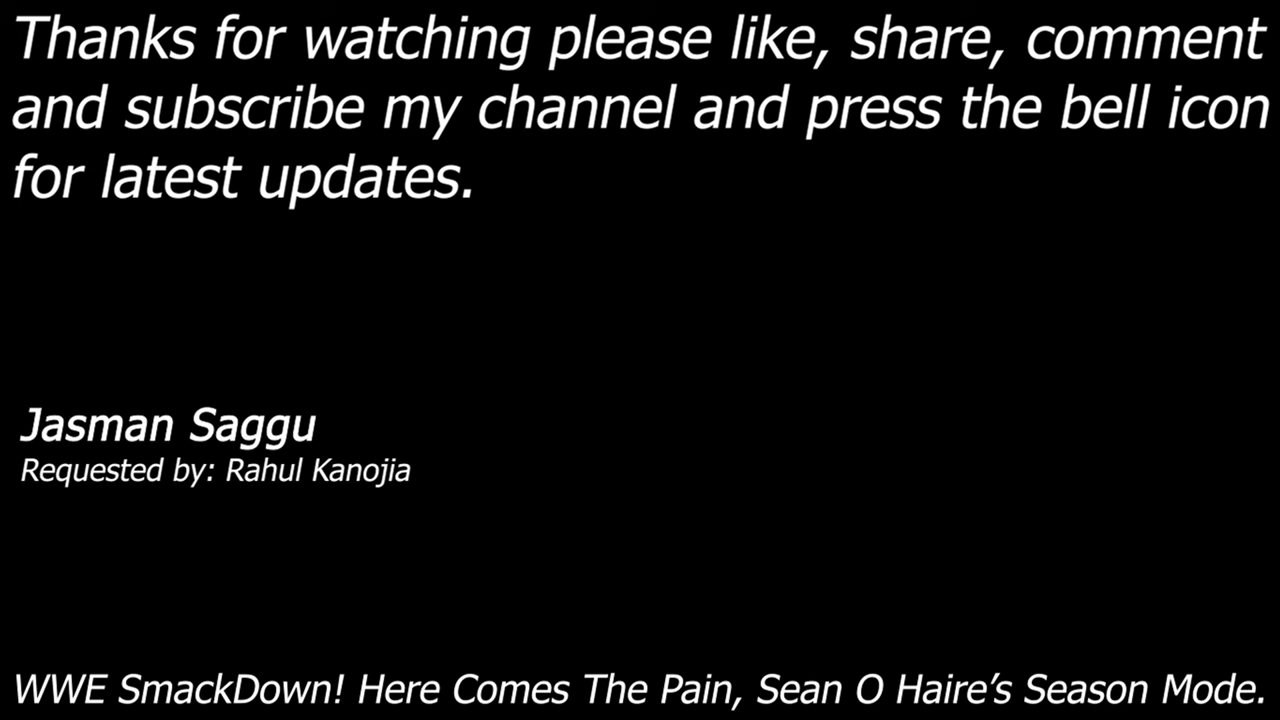 Thanks for watching please like, share, comment
and subscribe my channel and press the bell icon
for latest updates.
Jasman Saggu
Requested by: Rahul Kanojia
WWE SmackDown! Here Comes The Pain, Sean O Haire’s Season Mode.